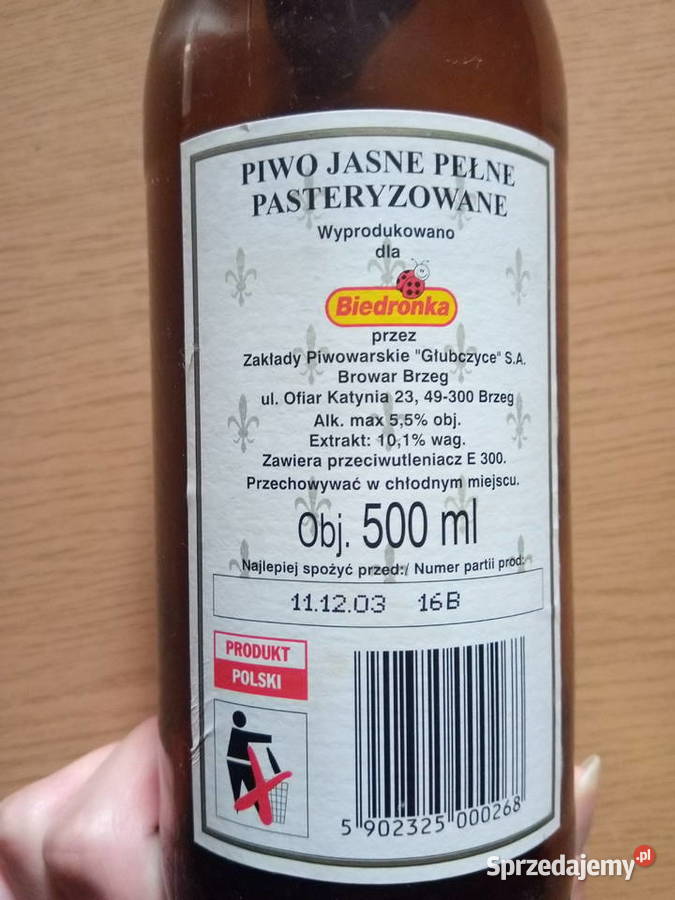 PIWO JASNE PEŁNE
PASTERYZOWANE
Wyprodukowano
dla
Biedronka
przez
Zakłady Piwowarskie "Głubczyce" S.A.
Browar Brzeg
ul. Ofiar Katynia 23, 49-300 Brzeg
Alk. max 5,5% obj.
Extrakt: 10,1% wag.
Zawiera przeciwutleniacz E 300.
Przechowywać w chłodnym miejscu.
Obj. 500 ml
Najlepiej spożyć przed:/ Numer partii prod:
11.12.03 16B
PRODUKT
POLSKI
5 902325 000268
Sprzedajemy.pl